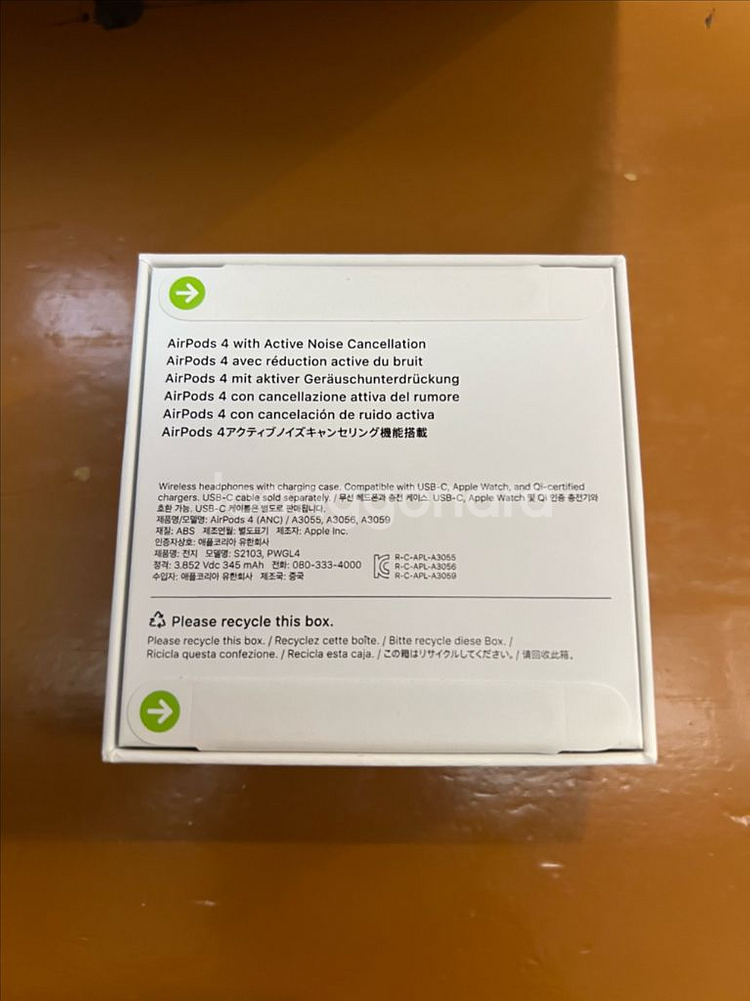 AirPods 4 with Active Noise Cancellation
AirPods 4 avec réduction active du bruit
AirPods 4 mit aktiver Geräuschunterdrückung
AirPods 4 con cancellazione attiva del rumore
AirPods 4 con cancelación de ruido activa
AirPods 4アクティブノイズキャンセリング機能搭載
Wireless headphones with charging case. Compatible with USB-C, Apple Watch, and Qi-certified
chargers. USB-C cable sold separately. / 무선 헤드폰과 충전 케이스. USB-C, Apple Watch 및 Qi 인증 충전기와
호환 가능. USB-C 케이블은 별도로 판매됩니다.
제품명/모델명: AirPods 4 (ANC) / A3055, A3056, A3059
재질: ABS 제조연월: 별도표기 제조자: Apple Inc.
인증자상호: 애플코리아 유한회사
제품명: 전지 모델명: S2103, PWGL4
정격: 3.852 Vdc 345 mAh 전화: 080-333-4000
수입자: 애플코리아 유한회사 제조국: 중국
R-C-APL-A3055
R-C-APL-A3056
R-C-APL-A3059
Please recycle this box.
Please recycle this box. / Recyclez cette boîte. / Bitte recycle diese Box. /
Ricicla questa confezione. / Recicla esta caja. / この箱はリサイクルしてください。/ 请回收此箱。